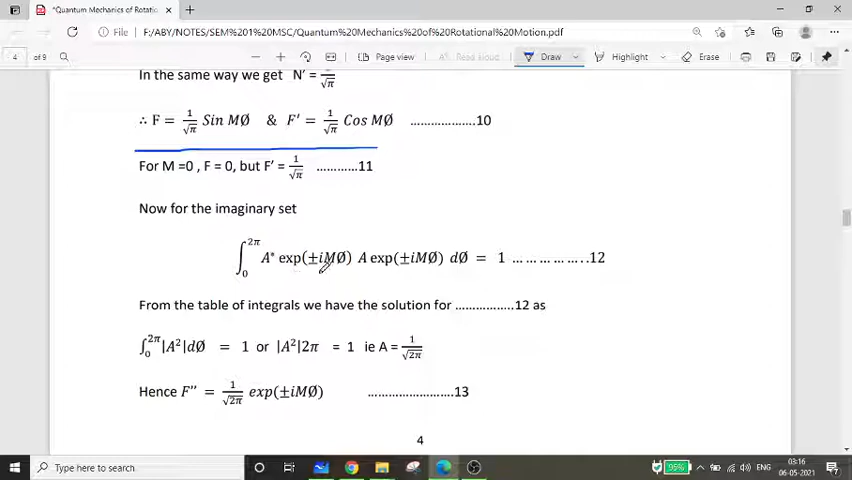 *Quantum Mechanics of Rotatio
File
F:/ABY/NOTES/SEM%201%20MSC/Quantum%20Mechanics%20of%20Rotational%20Motion.pdf
4 of 9
Page view
Read aloud
Draw
Highlight
Erase
In the same way we get N' = 1/√π
∴ F = 1/√π Sin MØ & F' = 1/√π Cos MØ ....................10
For M =0 , F = 0, but F' = 1/√π ............11
Now for the imaginary set
∫₀²π A* exp(±iMØ) A exp(±iMØ) dØ = 1 … … … … … . .12
From the table of integrals we have the solution for ..................12 as
∫₀²π |A²|dØ = 1 or |A²|2π = 1 ie A = 1/√2π
Hence F'' = 1/√2π exp(±iMØ) ..........................13
4
Type here to search
95%
ENG
03:16
06-05-2021